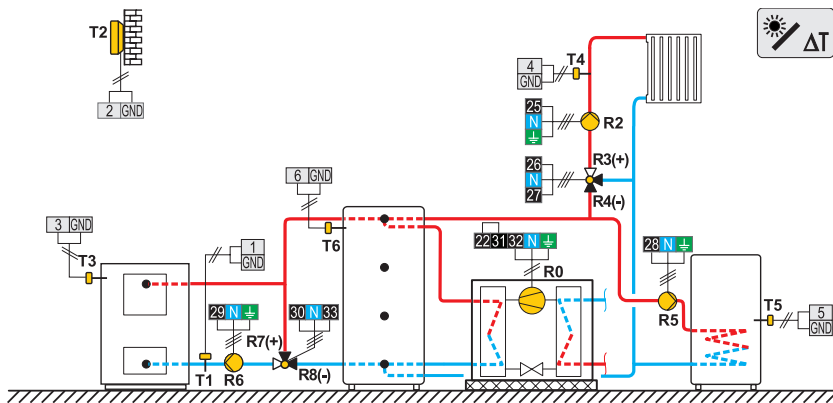 T2
2 GND
ΔT
4 GND
T4
25 N
R2
26 N 27
R3(+)
R4(-)
6 GND
T6
3 GND
T3
1 GND
22 31 32 N
R0
28 N
R5
T5
5 GND
29 N
R7(+)
30 N 33
T1
R6
R8(-)